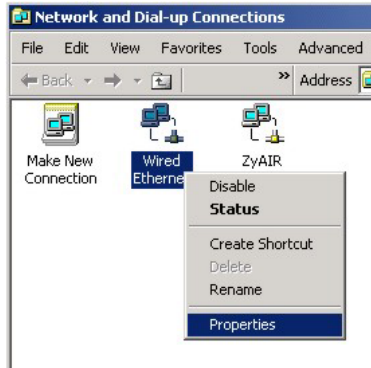 Network and Dial-up Connections
File Edit View Favorites Tools Advanced
Back » Address
Make New Connection
Wired Etherne
ZyAIR
Disable
Status
Create Shortcut
Delete
Rename
Properties